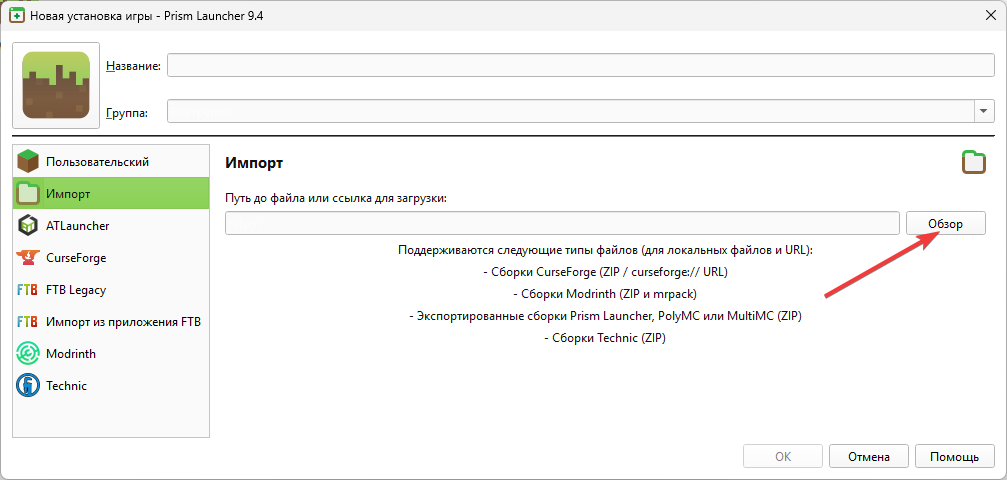 Новая установка игры - Prism Launcher 9.4
Название:
Группа:
Пользовательский
Импорт
ATLauncher
CurseForge
FTB Legacy
Импорт из приложения FTB
Modrinth
Technic
Импорт
Путь до файла или ссылка для загрузки:
Обзор
Поддерживаются следующие типы файлов (для локальных файлов и URL):
- Сборки CurseForge (ZIP / curseforge:// URL)
- Сборки Modrinth (ZIP и mrpack)
- Экспортированные сборки Prism Launcher, PolyMC или MultiMC (ZIP)
- Сборки Technic (ZIP)
OK
Отмена
Помощь